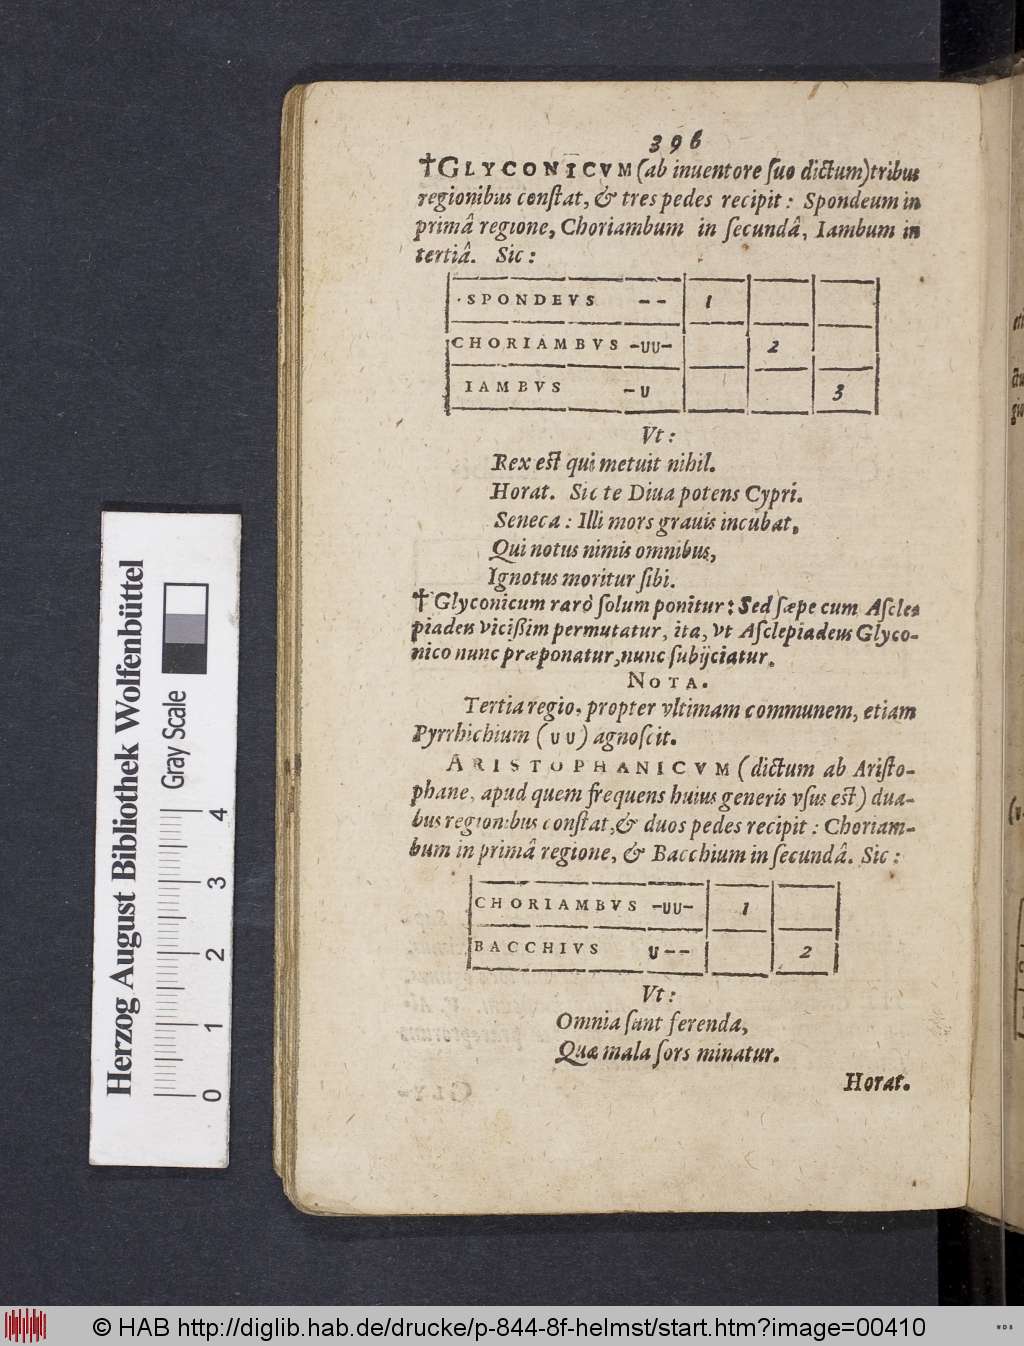 396
†GLYCONICVM (ab inuentore ſuo dictum) tribus
regionibus conſtat, & tres pedes recipit : Spondeum in
primâ regione, Choriambum in ſecundâ, Iambum in
tertiâ. Sic :
SPONDEVS -- 1
CHORIAMBVS -UU- 2
IAMBVS -U 3
Vt :
Rex eſt qui metuit nihil.
Horat. Sic te Diua potens Cypri.
Seneca : Illi mors grauis incubat,
Qui notus nimis omnibus,
Ignotus moritur ſibi.
† Glyconicum rarò ſolum ponitur : Sed ſæpe cum Aſcle-
piadeus viciſsim permutatur, ita, vt Aſclepiadeus Glyco-
nico nunc præponatur, nunc ſubijciatur.
NOTA.
Tertia regio, propter vltimam communem, etiam
Pyrrhichium (UU) agnoſcit.
ARISTOPHANICVM (dictum ab Ariſto-
phane, apud quem frequens huius generis vſus eſt) dua-
bus regionibus conſtat, & duos pedes recipit : Choriam-
bum in primâ regione, & Bacchium in ſecundâ. Sic :
CHORIAMBVS -UU- 1
BACCHIVS U-- 2
Vt :
Omnia ſunt ferenda,
Quæ mala ſors minatur.
Horat.
Herzog August Bibliothek Wolfenbüttel
Gray Scale
0 1 2 3 4
© HAB http://diglib.hab.de/drucke/p-844-8f-helmst/start.htm?image=00410